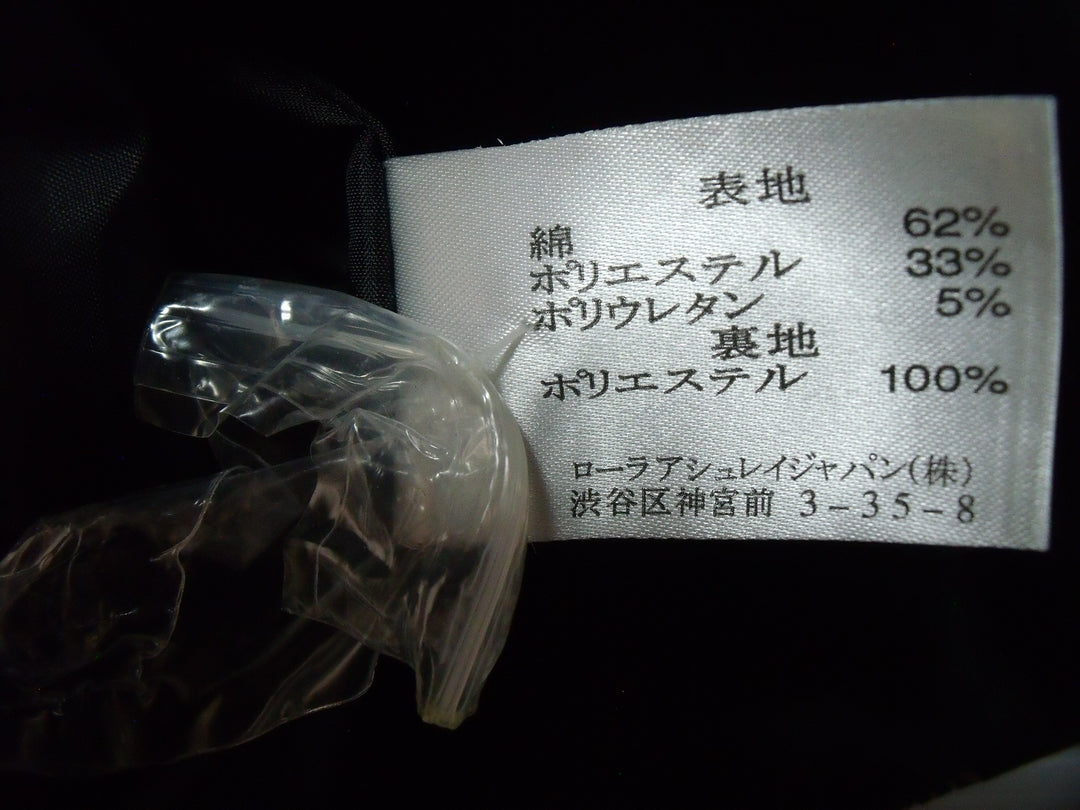 表地
綿 62%
ポリエステル 33%
ポリウレタン 5%
裏地
ポリエステル 100%
ローラアシュレイジャパン(株)
渋谷区神宮前 3-35-8